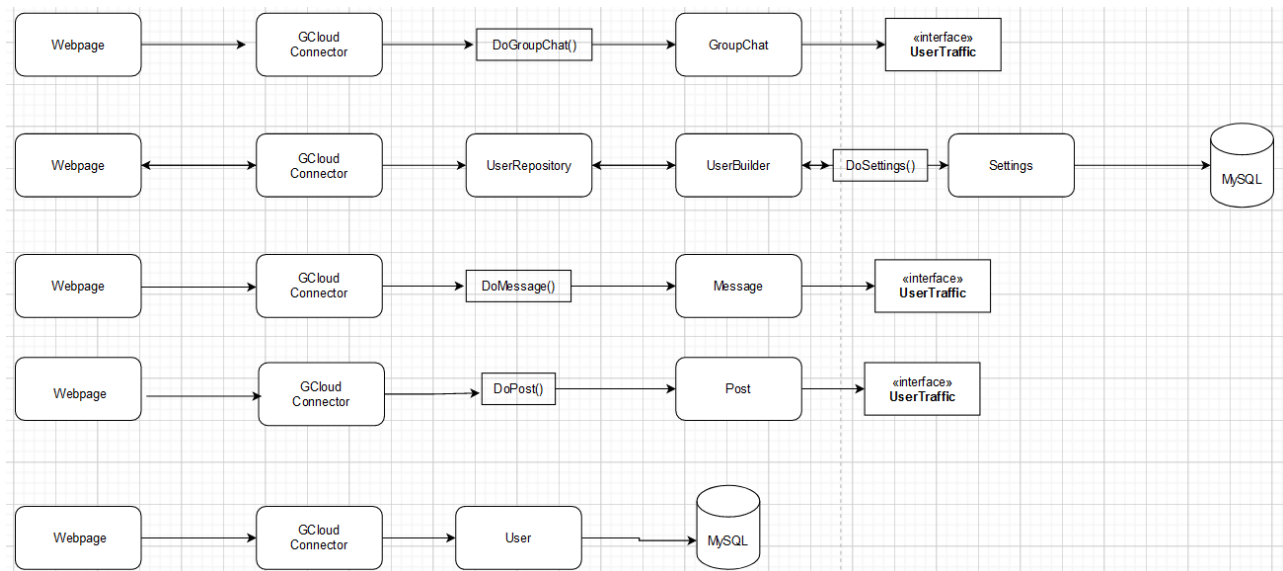 Webpage
GCloud
Connector
DoGroupChat()
GroupChat
«interface»
UserTraffic
Webpage
GCloud
Connector
UserRepository
UserBuilder
DoSettings()
Settings
MySQL
Webpage
GCloud
Connector
DoMessage()
Message
«interface»
UserTraffic
Webpage
GCloud
Connector
DoPost()
Post
«interface»
UserTraffic
Webpage
GCloud
Connector
User
MySQL